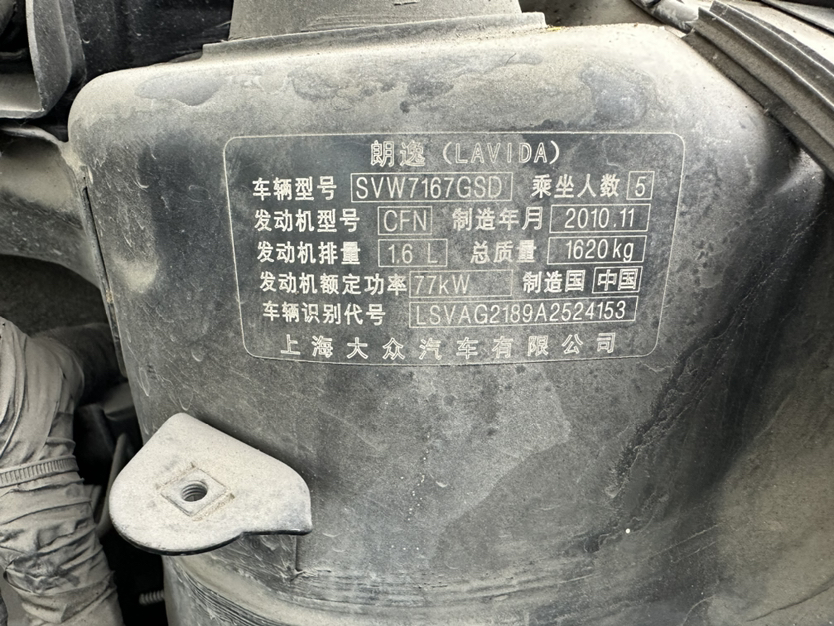 朗逸（LAVIDA）
车辆型号 SVW7167GSD 乘坐人数 5
发动机型号 CFN 制造年月 2010.11
发动机排量 1.6 L 总质量 1620kg
发动机额定功率 77kW 制造国 中国
车辆识别代号 LSVAG2189A2524153
上海大众汽车有限公司